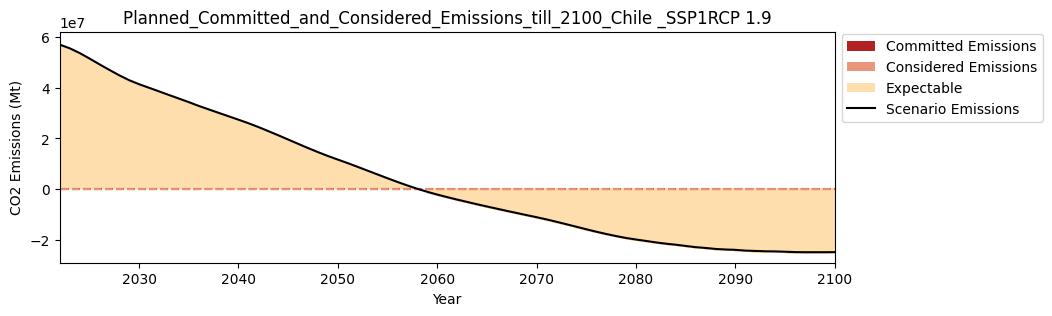 Planned_Committed_and_Considered_Emissions_till_2100_Chile _SSP1RCP 1.9
1e7
6
4
2
0
−2
CO2 Emissions (Mt)
2030 2040 2050 2060 2070 2080 2090 2100
Year
Committed Emissions
Considered Emissions
Expectable
Scenario Emissions